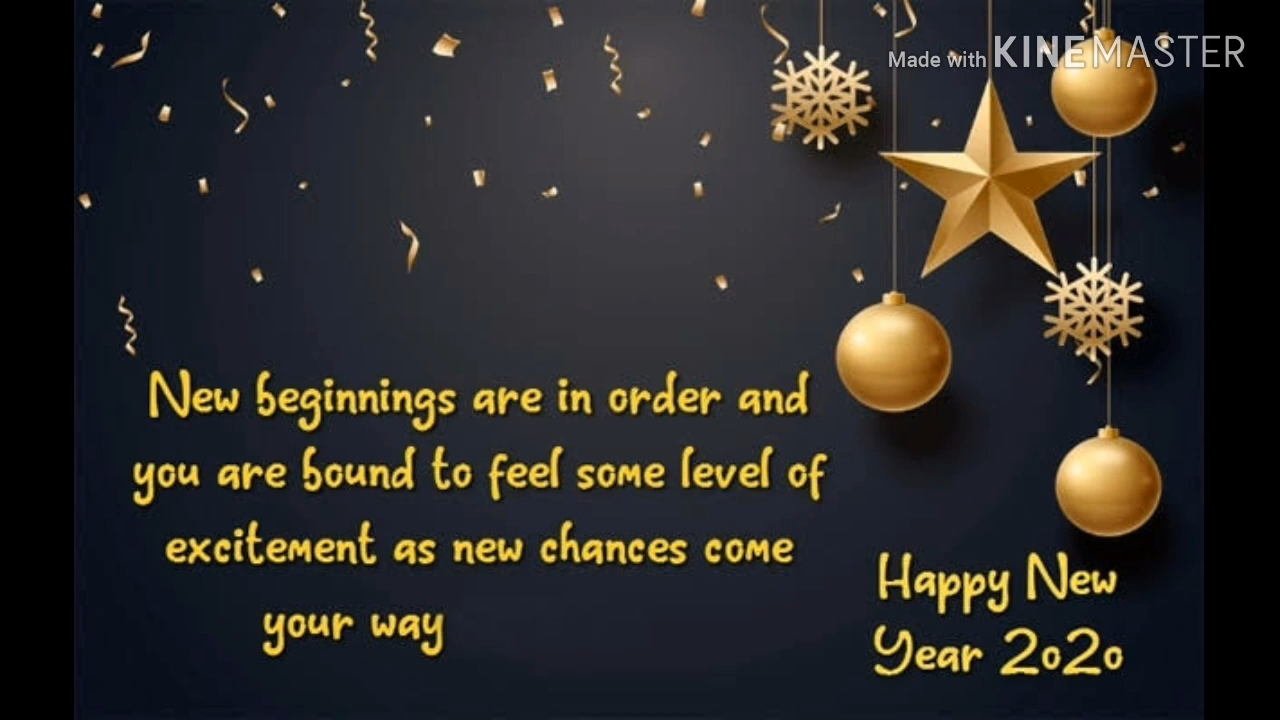 Made with KINEMASTER
New beginnings are in order and
you are bound to feel some level of
excitement as new chances come
your way
Happy New
Year 2020